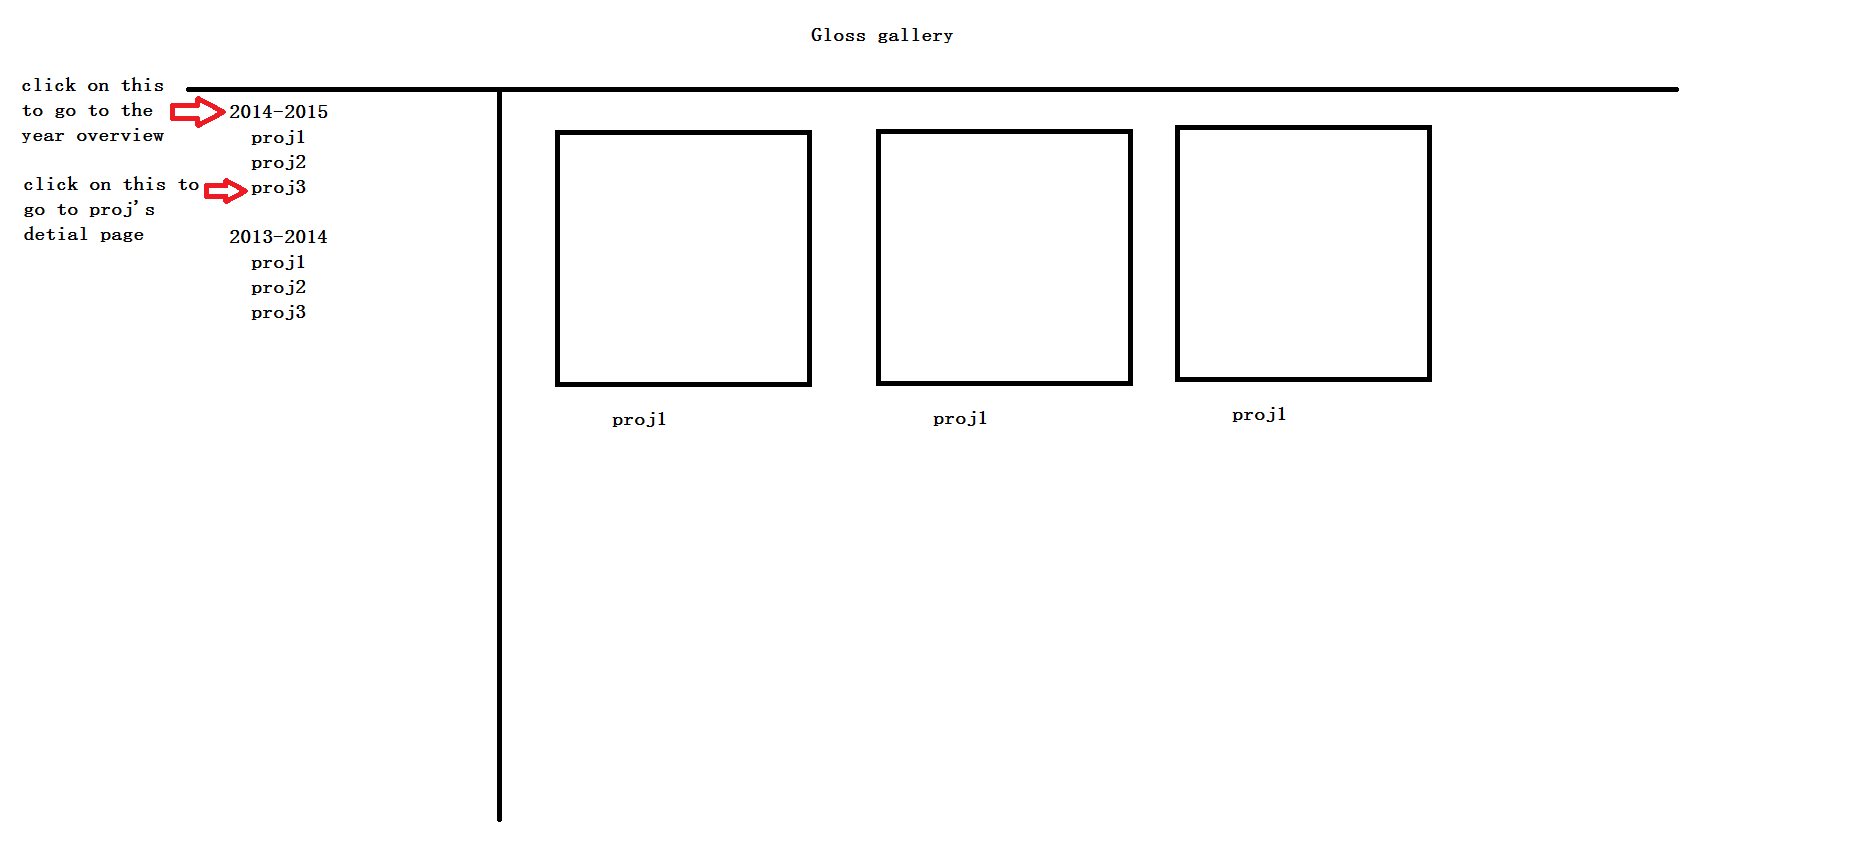 Gloss gallery
click on this
to go to the
year overview
click on this to
go to proj's
detial page
2014-2015
proj1
proj2
proj3
2013-2014
proj1
proj2
proj3
proj1
proj1
proj1